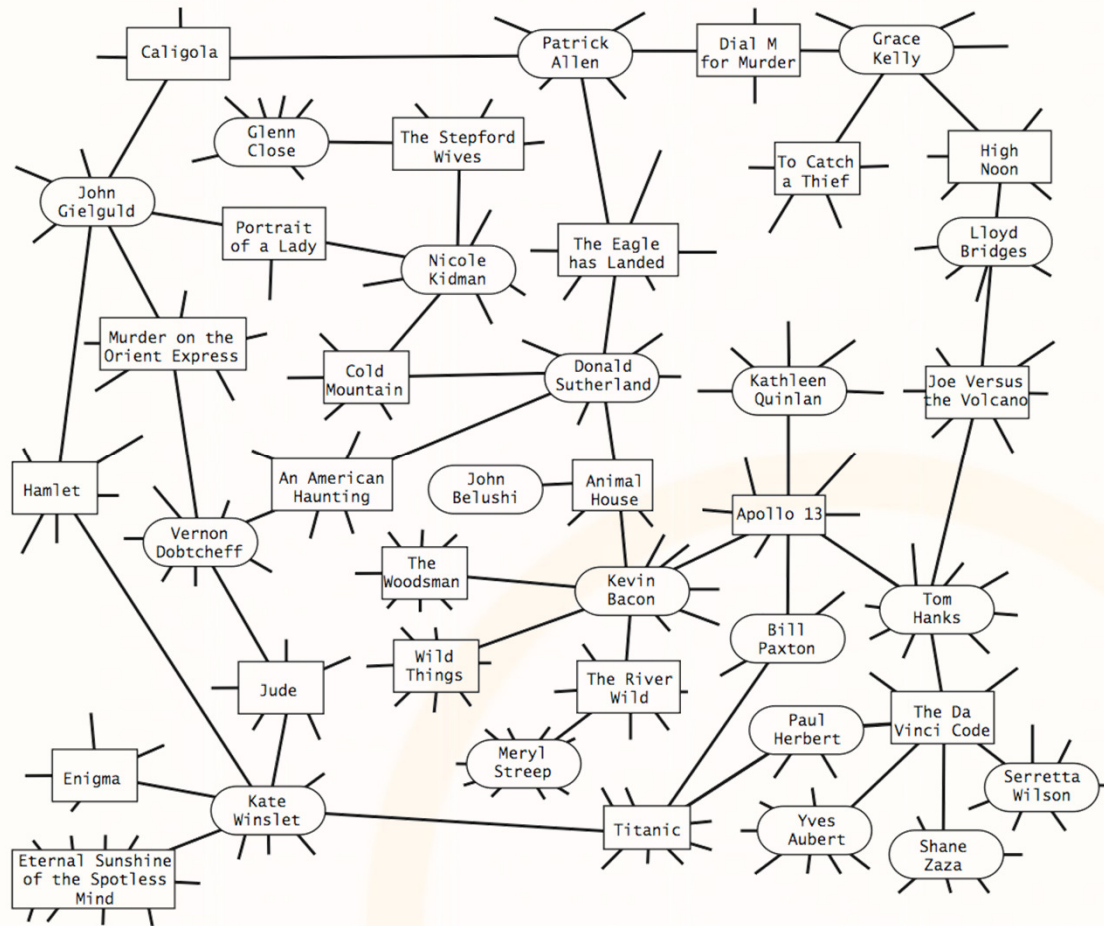 Caligola
Patrick
Allen
Dial M
for Murder
Grace
Kelly
Glenn
Close
The Stepford
Wives
To Catch
a Thief
High
Noon
John
Gielguld
Portrait
of a Lady
Nicole
Kidman
The Eagle
has Landed
Lloyd
Bridges
Murder on the
Orient Express
Cold
Mountain
Donald
Sutherland
Kathleen
Quinlan
Joe Versus
the Volcano
Hamlet
An American
Haunting
John
Belushi
Animal
House
Apollo 13
Vernon
Dobtcheff
The
Woodsman
Kevin
Bacon
Tom
Hanks
Bill
Paxton
Wild
Things
Jude
The River
Wild
Paul
Herbert
The Da
Vinci Code
Enigma
Meryl
Streep
Serretta
Wilson
Kate
Winslet
Titanic
Yves
Aubert
Shane
Zaza
Eternal Sunshine
of the Spotless
Mind